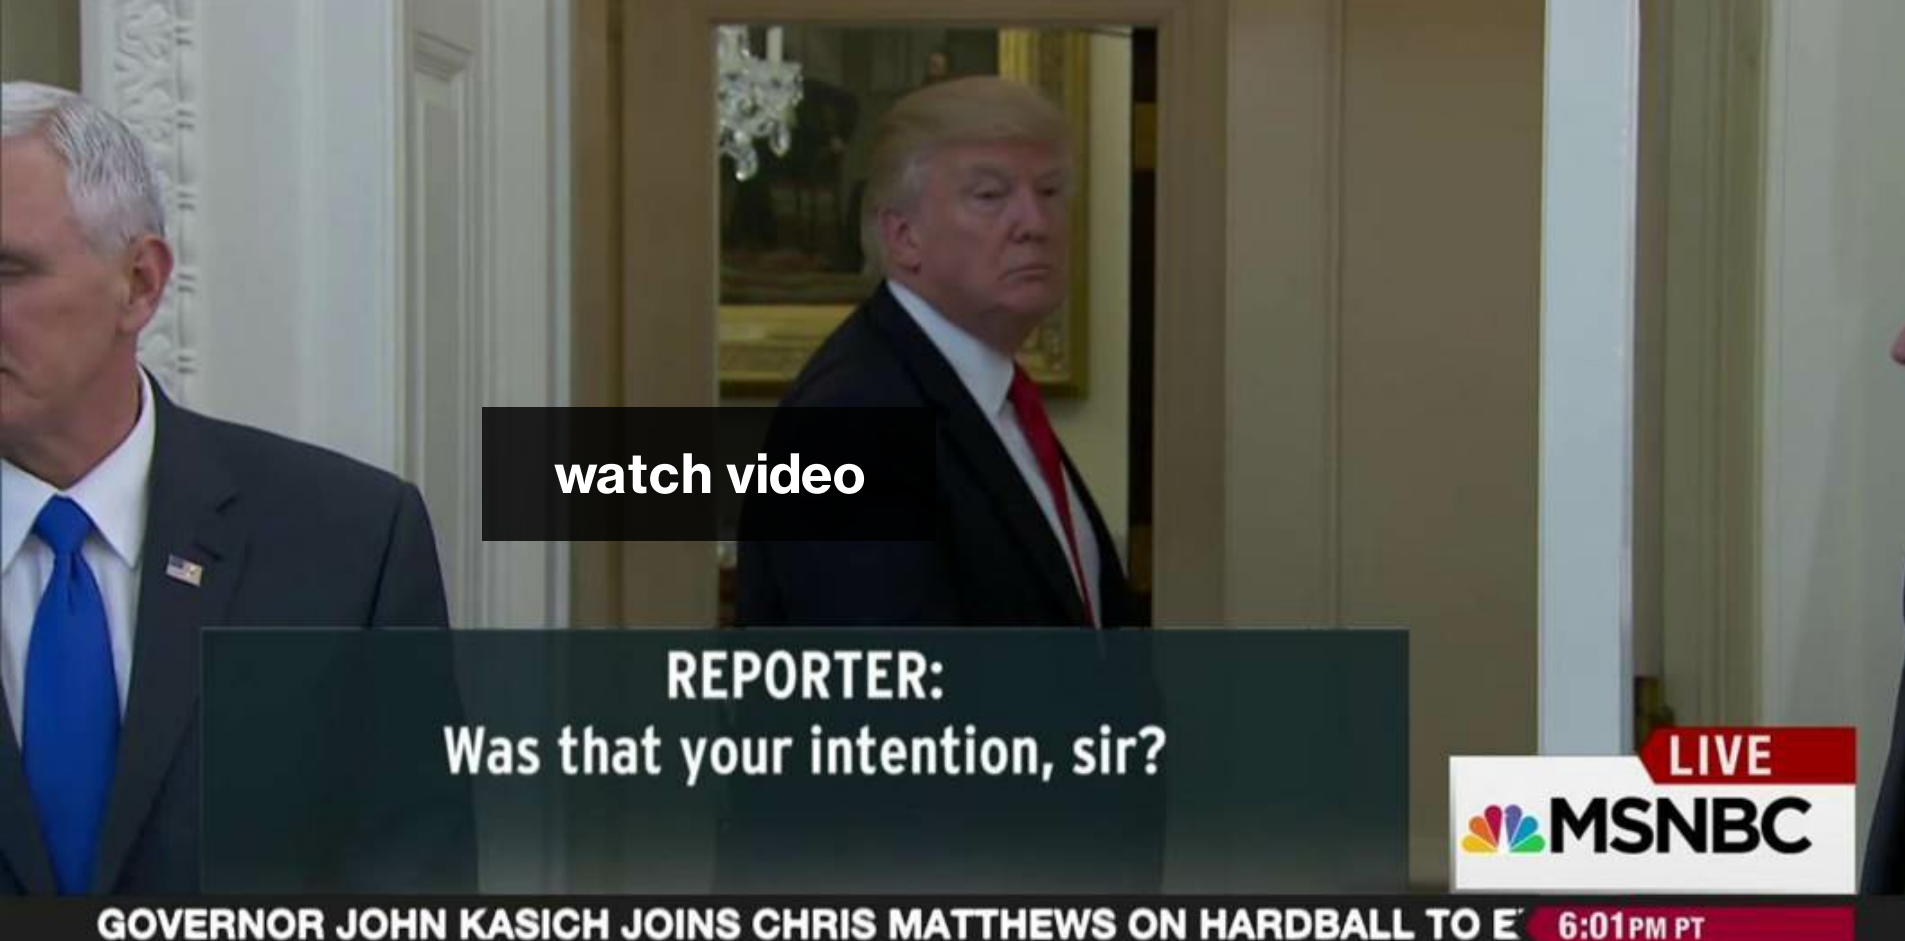 watch video
REPORTER:
Was that your intention, sir?
LIVE
MSNBC
GOVERNOR JOHN KASICH JOINS CHRIS MATTHEWS ON HARDBALL TO
6:01PM PT